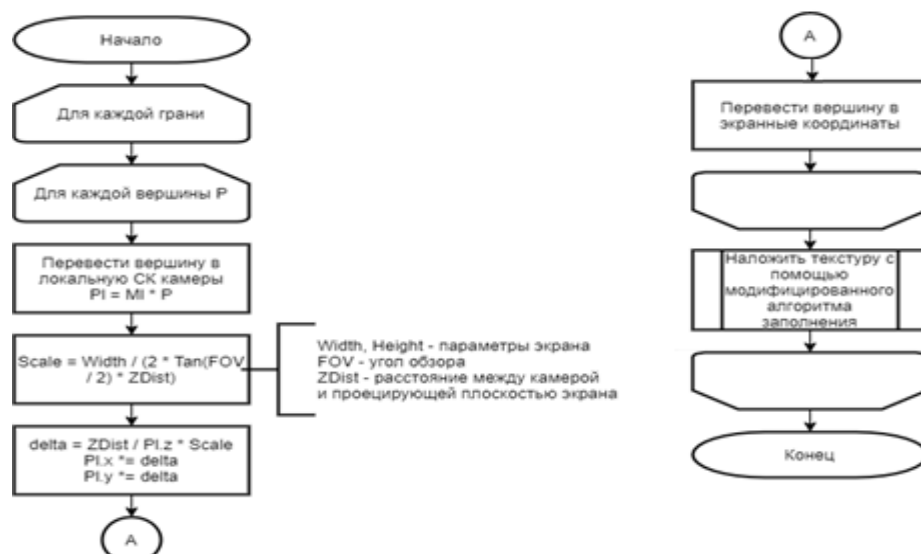 Начало
Для каждой грани
Для каждой вершины P
Перевести вершину в
локальную СК камеры
Pl = Ml * P
Scale = Width / (2 * Tan(FOV
/ 2) * ZDist)
Width, Height - параметры экрана
FOV - угол обзора
ZDist - расстояние между камерой
и проецирующей плоскостью экрана
delta = ZDist / Pl.z * Scale
Pl.x *= delta
Pl.y *= delta
A
A
Перевести вершину в
экранные координаты
Наложить текстуру с
помощью
модифицированного
алгоритма
заполнения
Конец